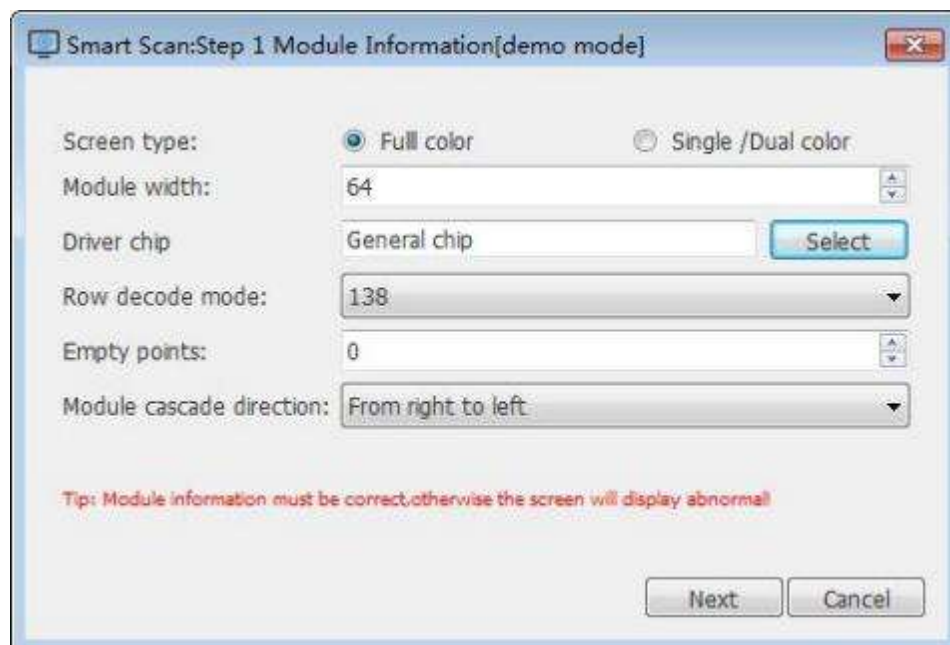 Smart Scan:Step 1 Module Information[demo mode]
Screen type: Full color Single /Dual color
Module width: 64
Driver chip General chip Select
Row decode mode: 138
Empty points: 0
Module cascade direction: From right to left
Tip: Module information must be correct,otherwise the screen will display abnormal!
Next Cancel